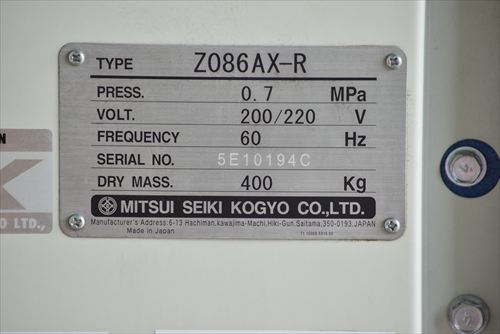 TYPE Z086AX-R
PRESS. 0.7 MPa
VOLT. 200/220 V
FREQUENCY 60 Hz
SERIAL NO. 5E10194C
DRY MASS. 400 Kg
MITSUI SEIKI KOGYO CO.,LTD.
Manufacturer's Address:6-13 Hachiman,kawajima-Machi,Hiki-Gun,Saitama,350-0193,JAPAN
Made in Japan
O LTD.,